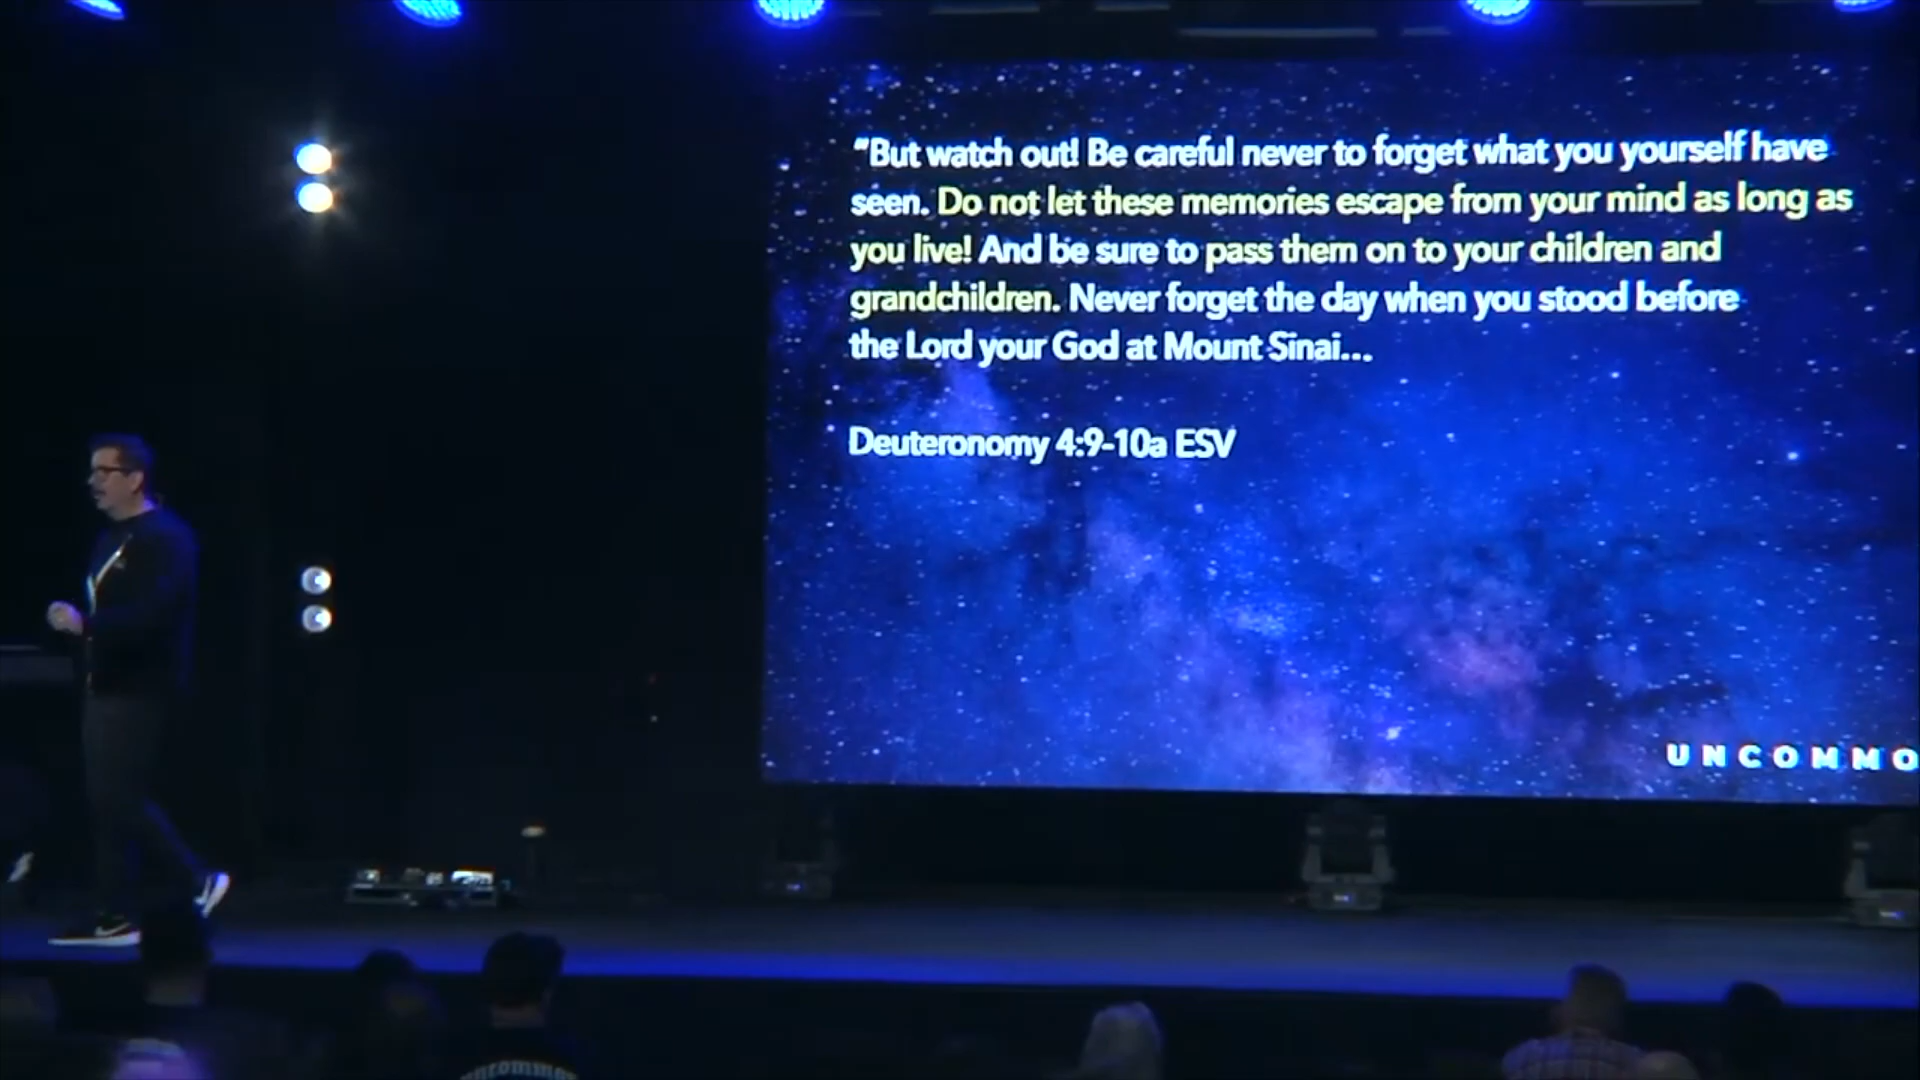 “But watch out! Be careful never to forget what you yourself have
seen. Do not let these memories escape from your mind as long as
you live! And be sure to pass them on to your children and
grandchildren. Never forget the day when you stood before
the Lord your God at Mount Sinai...
Deuteronomy 4:9-10a ESV
UNCOMMO
uncommon